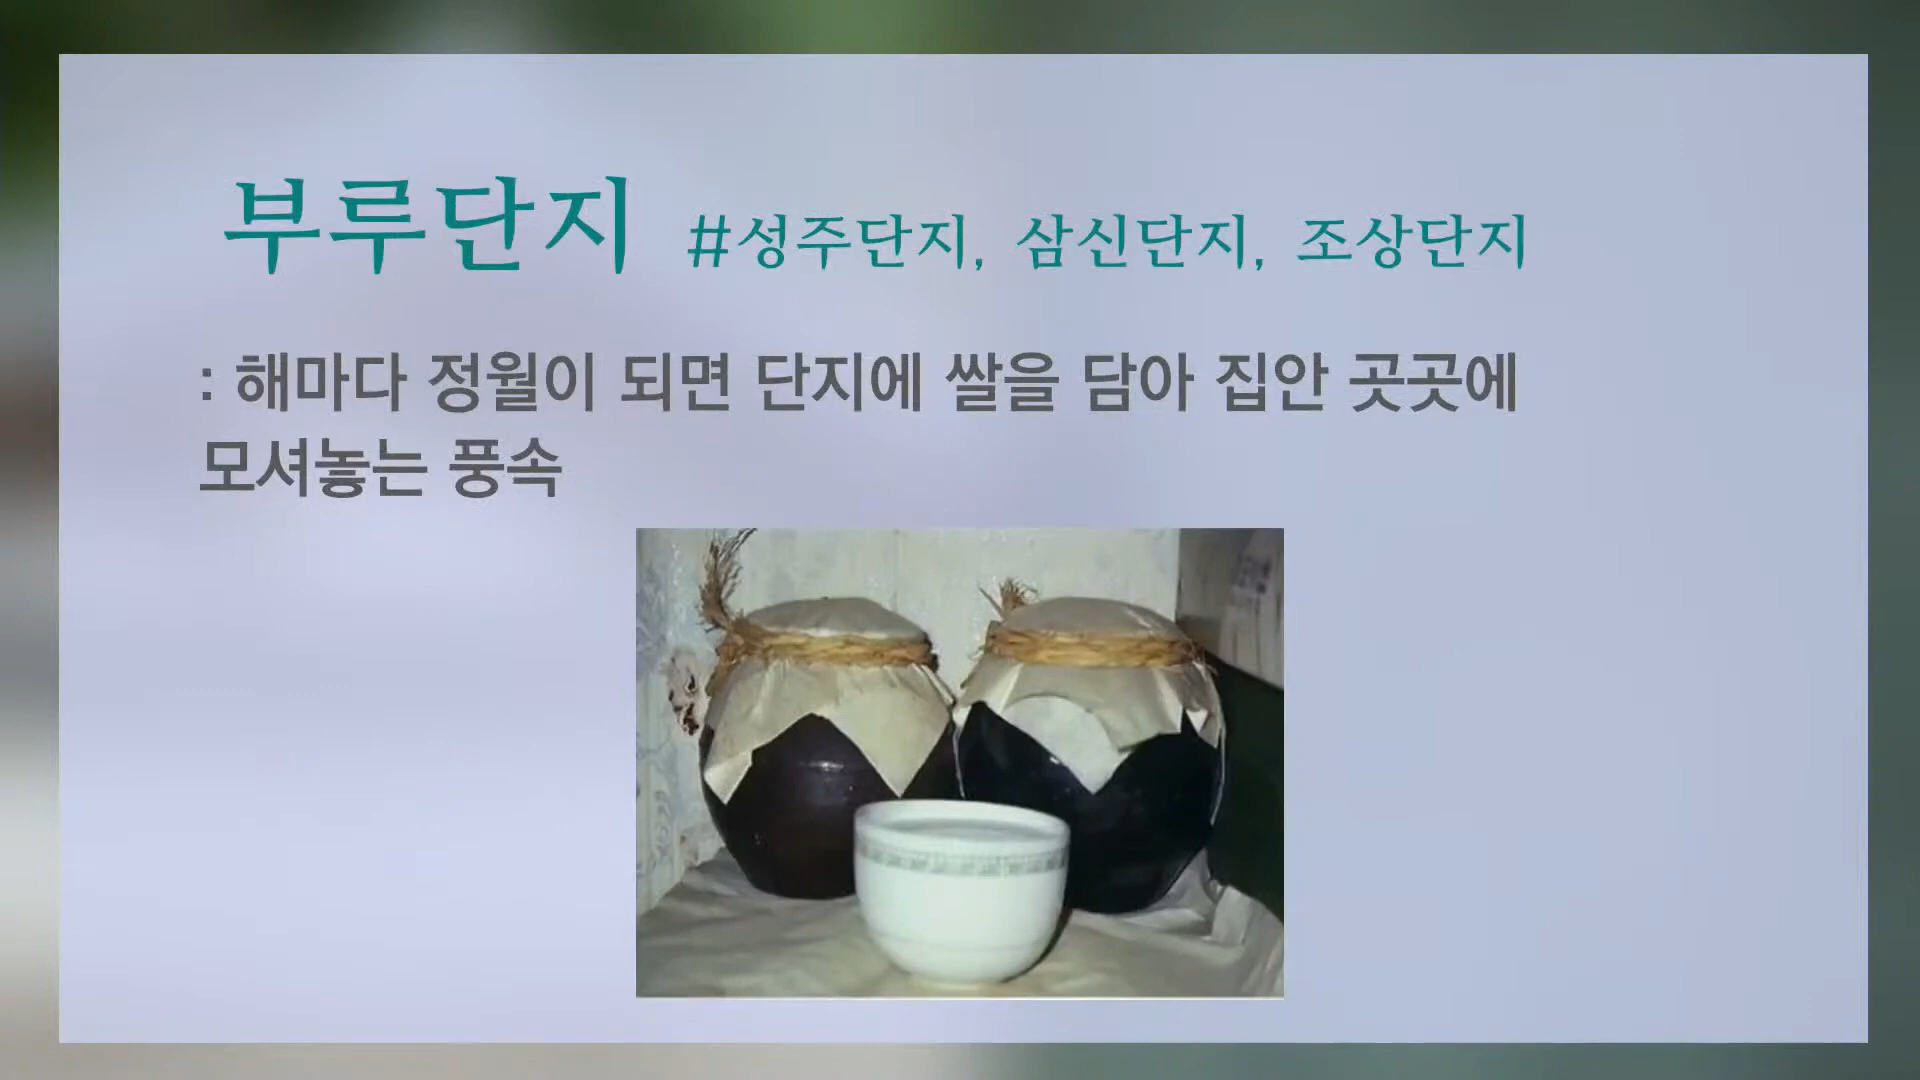 부루단지 #성주단지, 삼신단지, 조상단지
: 해마다 정월이 되면 단지에 쌀을 담아 집안 곳곳에
모셔놓는 풍속